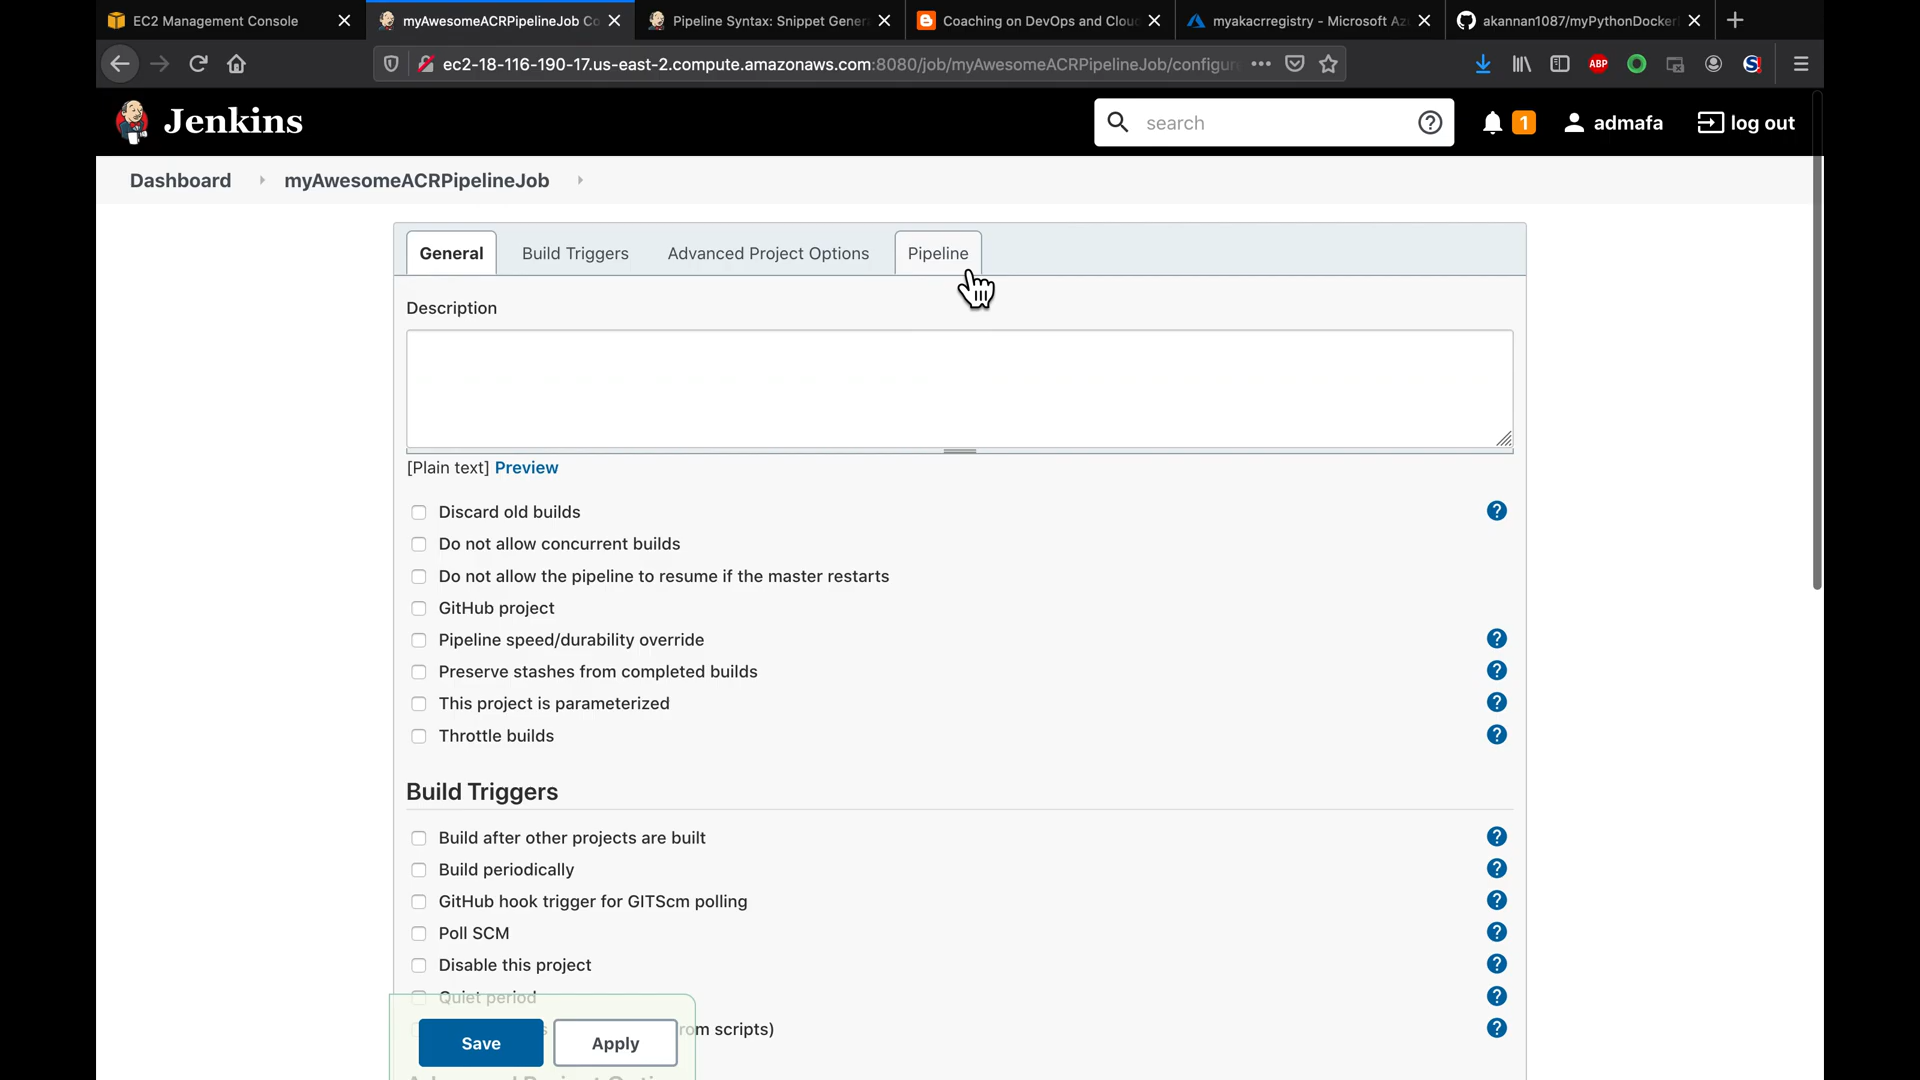 EC2 Management Console
myAwesomeACRPipelineJob Co
Pipeline Syntax: Snippet Gener
Coaching on DevOps and Clou
myakacrregistry - Microsoft Az
akannan1087/myPythonDocker
ec2-18-116-190-17.us-east-2.compute.amazonaws.com:8080/job/myAwesomeACRPipelineJob/configur
ABP
Jenkins
search
1
admafa
log out
Dashboard
myAwesomeACRPipelineJob
General
Build Triggers
Advanced Project Options
Pipeline
Description
[Plain text] Preview
Discard old builds
Do not allow concurrent builds
Do not allow the pipeline to resume if the master restarts
GitHub project
Pipeline speed/durability override
Preserve stashes from completed builds
This project is parameterized
Throttle builds
Build Triggers
Build after other projects are built
Build periodically
GitHub hook trigger for GITScm polling
Poll SCM
Disable this project
Quiet period
om scripts)
Save
Apply